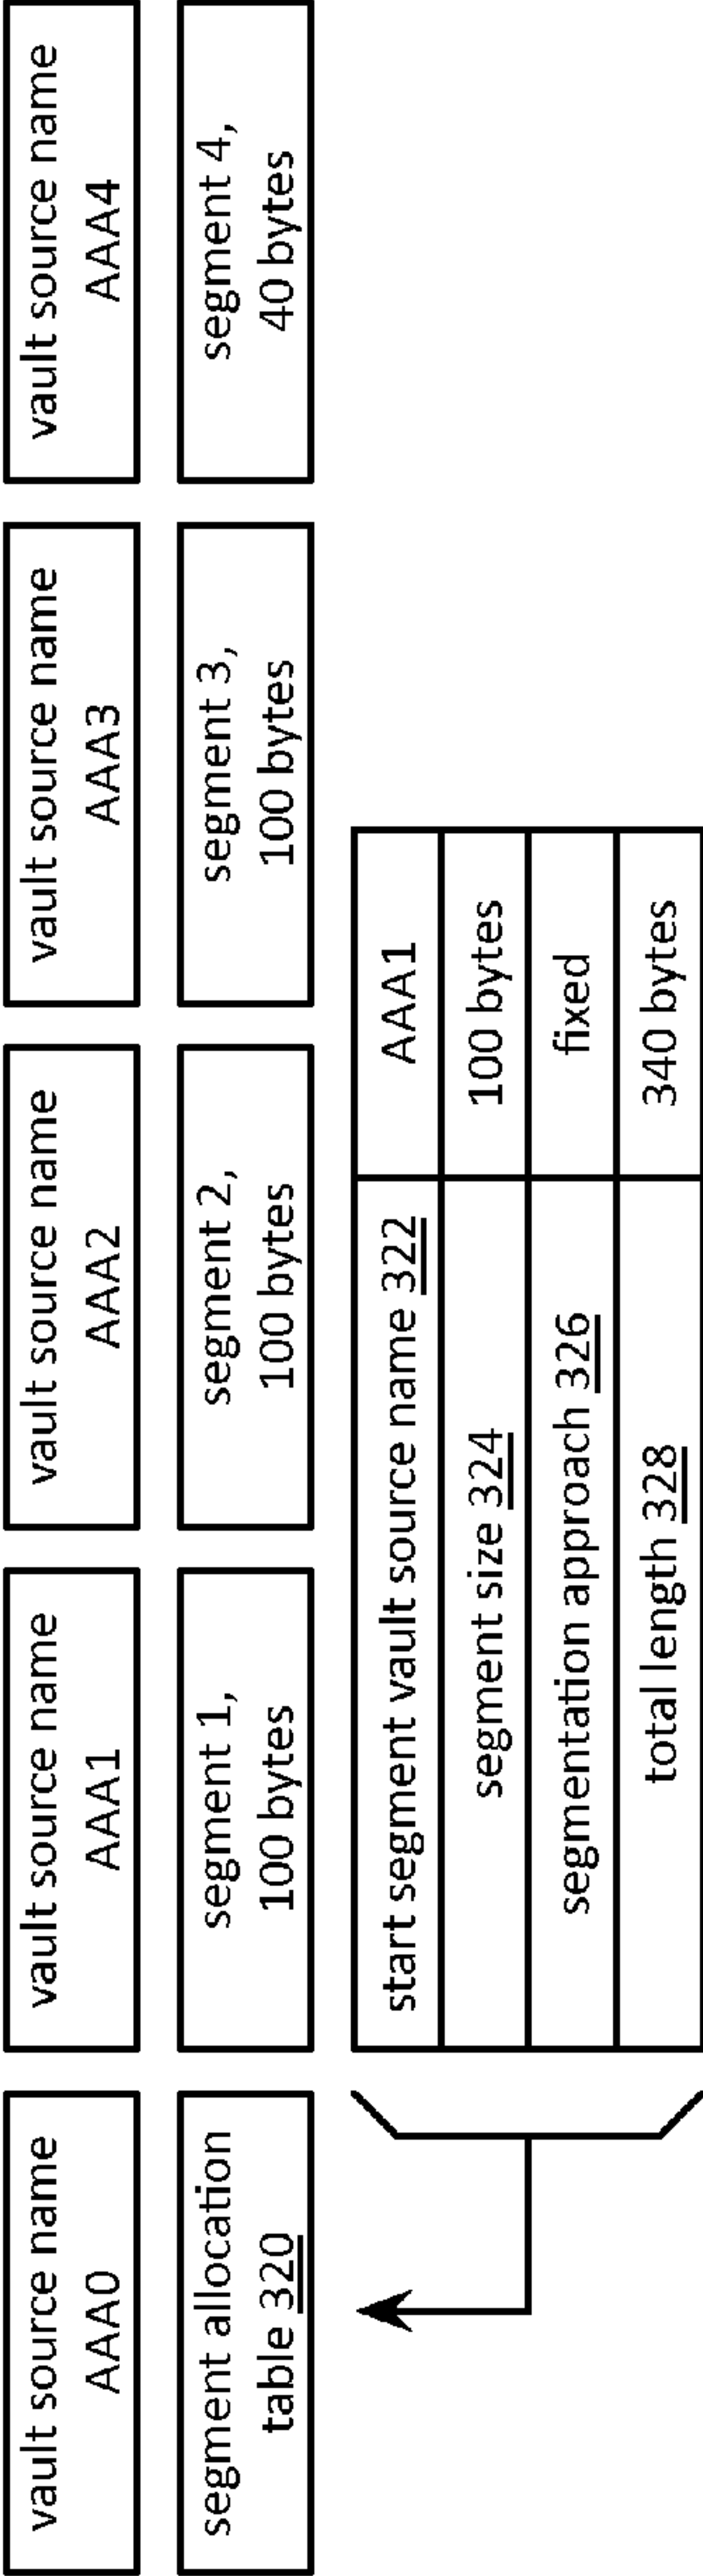 vault source name
AAA0
vault source name
AAA1
vault source name
AAA2
vault source name
AAA3
vault source name
AAA4
segment allocation
table 320
segment 1,
100 bytes
segment 2,
100 bytes
segment 3,
100 bytes
segment 4,
40 bytes
start segment vault source name 322
AAA1
segment size 324
100 bytes
segmentation approach 326
fixed
total length 328
340 bytes